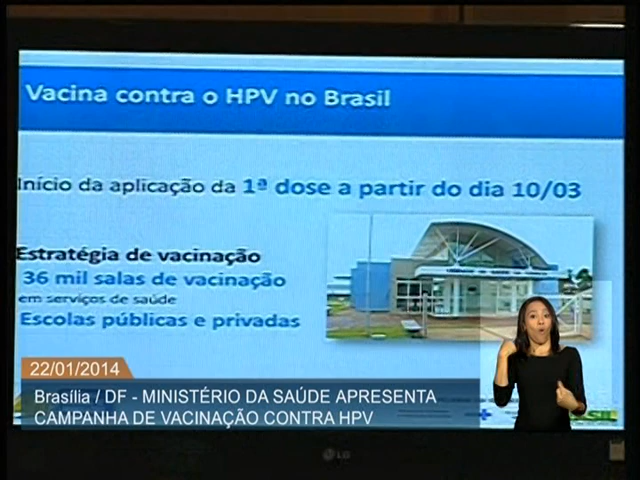 Vacina contra o HPV no Brasil
Início da aplicação da 1ª dose a partir do dia 10/03
Estratégia de vacinação
36 mil salas de vacinação
em serviços de saúde
Escolas públicas e privadas
22/01/2014
Brasília / DF - MINISTÉRIO DA SAÚDE APRESENTA
CAMPANHA DE VACINAÇÃO CONTRA HPV
LG